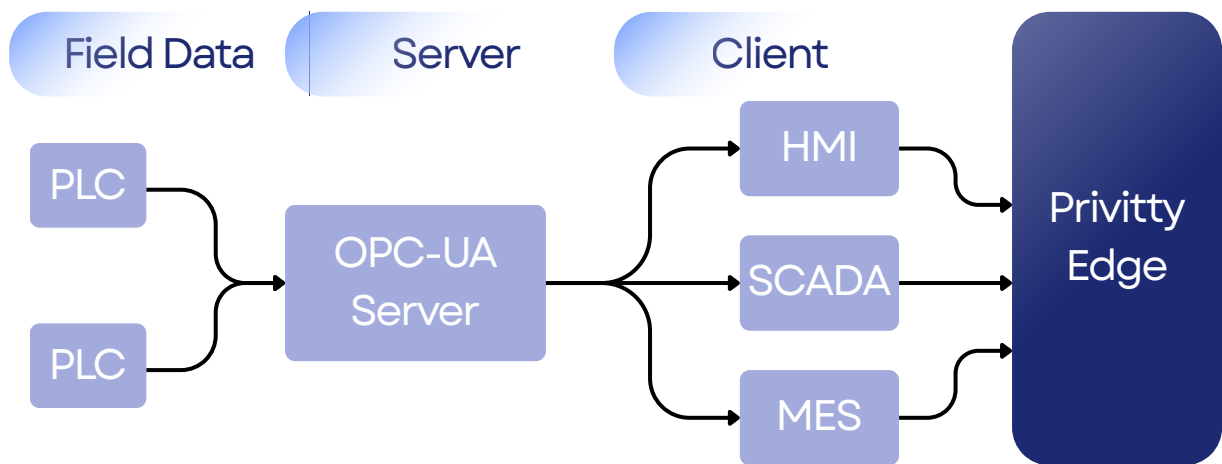 Field Data
Server
Client
PLC
PLC
OPC-UA
Server
HMI
SCADA
MES
Privitty
Edge